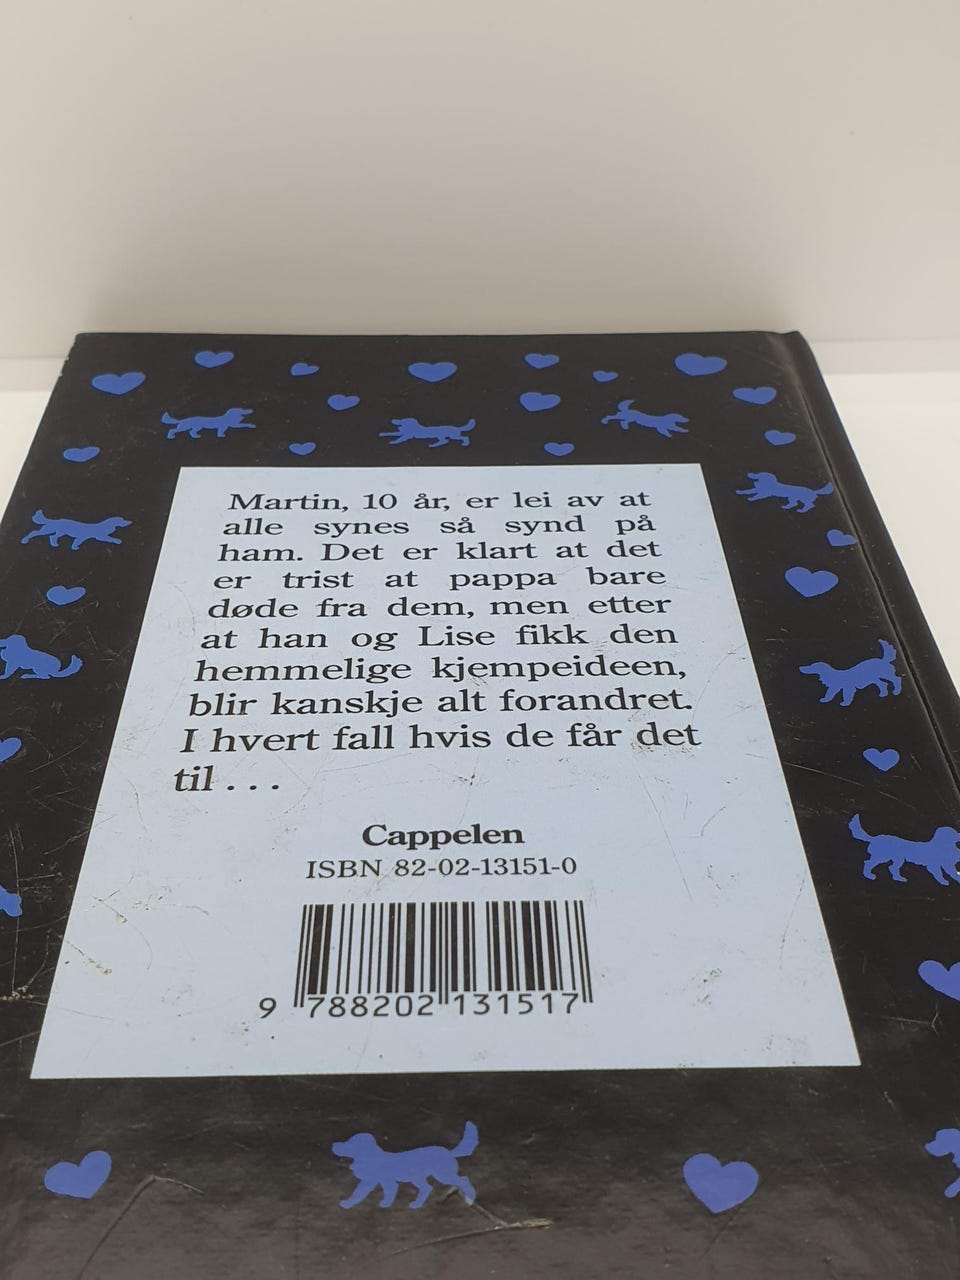 Martin, 10 år, er lei av at
alle synes så synd på
ham. Det er klart at det
er trist at pappa bare
døde fra dem, men etter
at han og Lise fikk den
hemmelige kjempeideen,
blir kanskje alt forandret.
I hvert fall hvis de får det
til . . .
Cappelen
ISBN 82-02-13151-0
9 788202 131517